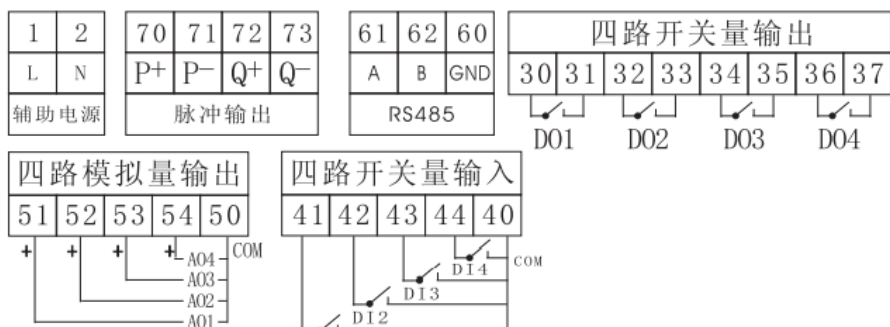 1 2
L N
辅助电源
70 71 72 73
P+ P- Q+ Q-
脉冲输出
61 62 60
A B GND
RS485
四路开关量输出
30 31 32 33 34 35 36 37
DO1 DO2 DO3 DO4
四路模拟量输出
51 52 53 54 50
+ + + + COM
AO4
AO3
AO2
AO1
四路开关量输入
41 42 43 44 40
COM
DI4
DI3
DI2